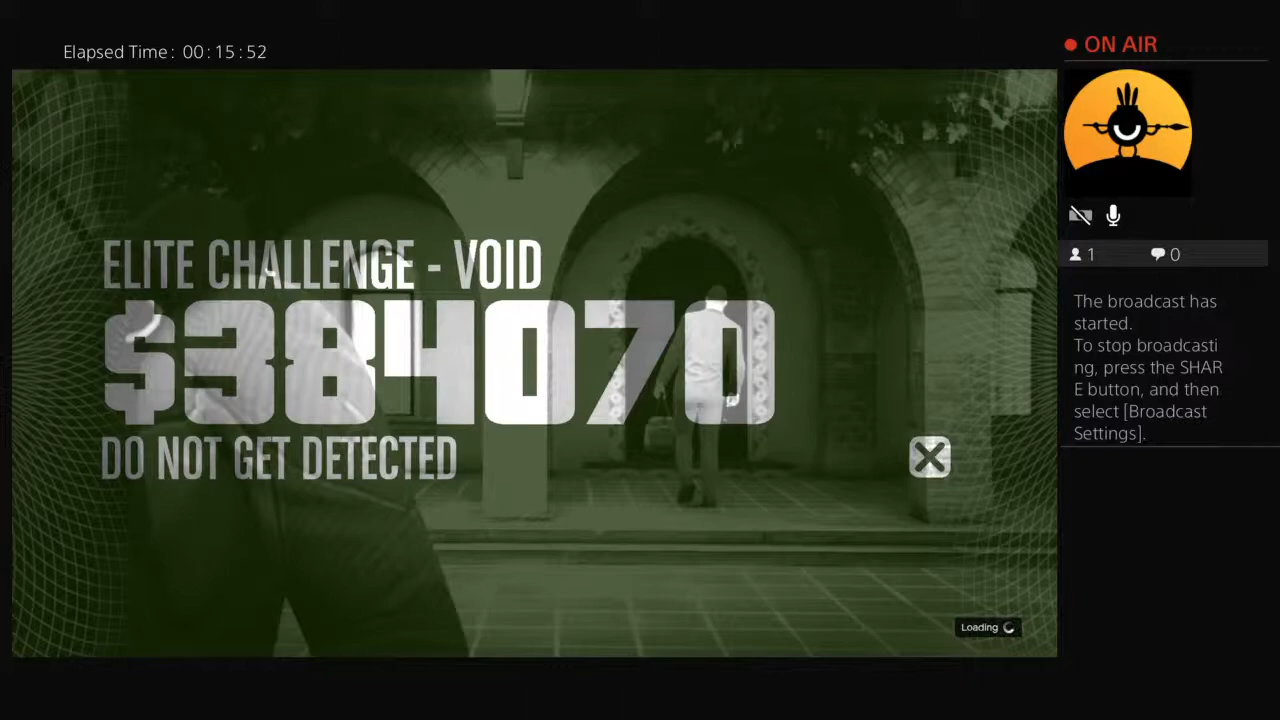 Elapsed Time: 00:15:52
ON AIR
ELITE CHALLENGE - VOID
$384070
DO NOT GET DETECTED
Loading
1 0
The broadcast has
started.
To stop broadcasti
ng, press the SHAR
E button, and then
select [Broadcast
Settings].